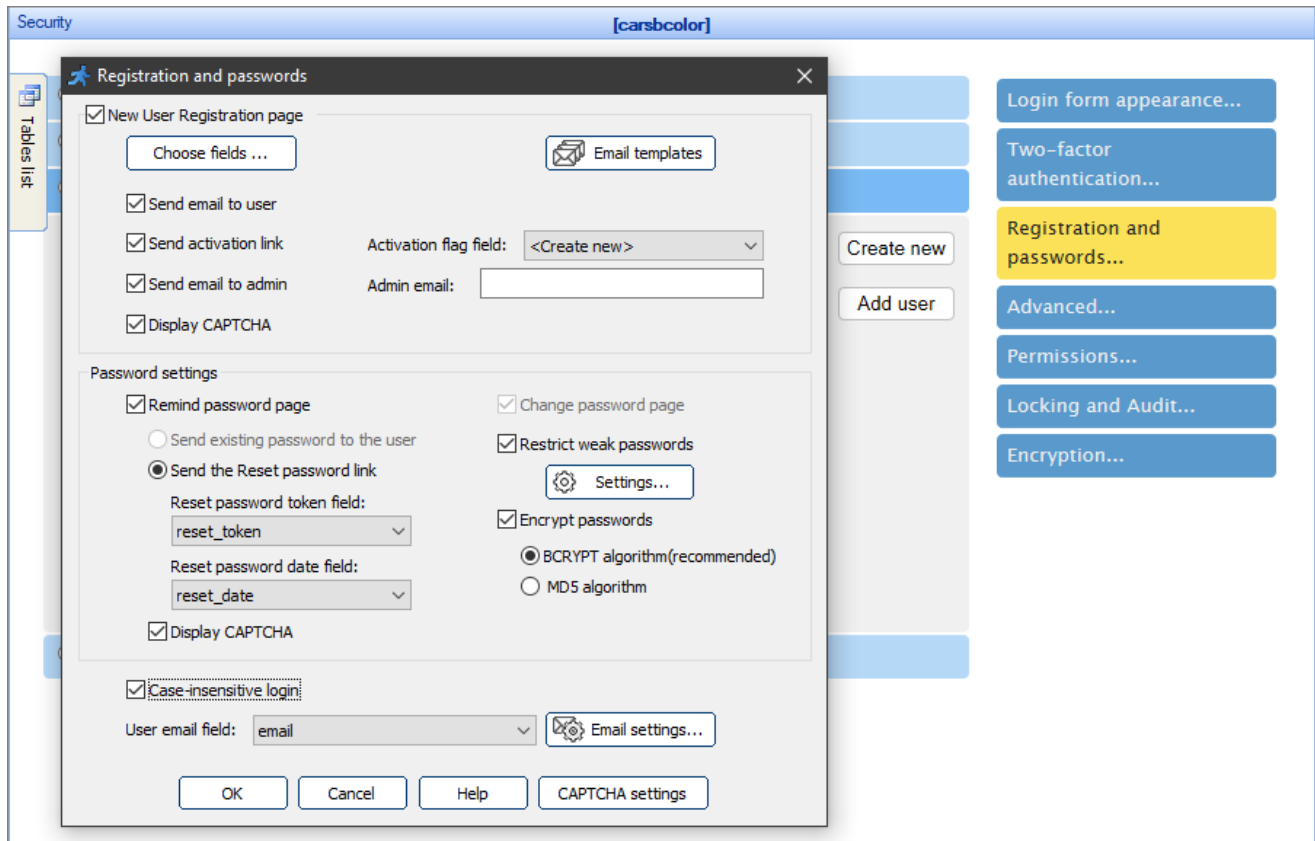 Security
[carsbcolor]
Tables list
Registration and passwords
New User Registration page
Choose fields ...
Email templates
Send email to user
Send activation link
Activation flag field:
<Create new>
Send email to admin
Admin email:
Display CAPTCHA
Password settings
Remind password page
Change password page
Send existing password to the user
Restrict weak passwords
Send the Reset password link
Settings...
Reset password token field:
reset_token
Encrypt passwords
BCRYPT algorithm(recommended)
Reset password date field:
reset_date
MD5 algorithm
Display CAPTCHA
Case-insensitive login
User email field:
email
Email settings...
OK
Cancel
Help
CAPTCHA settings
Create new
Add user
Login form appearance...
Two-factor
authentication...
Registration and
passwords...
Advanced...
Permissions...
Locking and Audit...
Encryption...